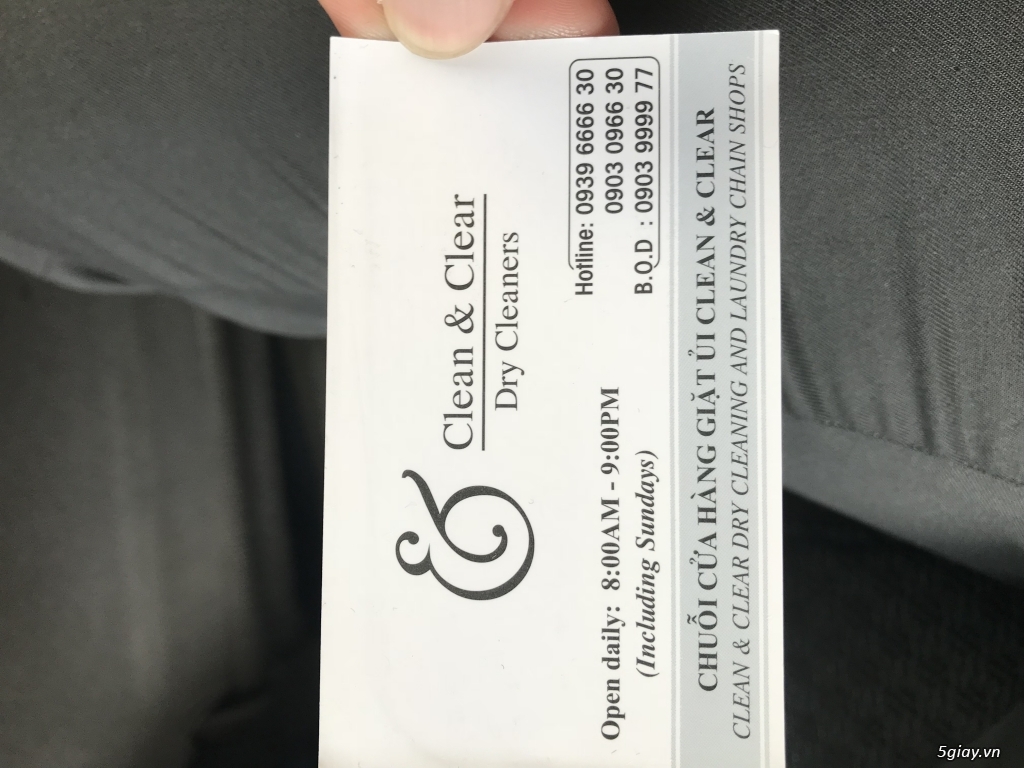 &
Clean & Clear
Dry Cleaners
Open daily: 8:00AM - 9:00PM
(Including Sundays)
Hotline: 0939 6666 30
0903 0966 30
B.O.D : 0903 9999 77
CHUỖI CỬA HÀNG GIẶT ỦI CLEAN & CLEAR
CLEAN & CLEAR DRY CLEANING AND LAUNDRY CHAIN SHOPS
5giay.vn